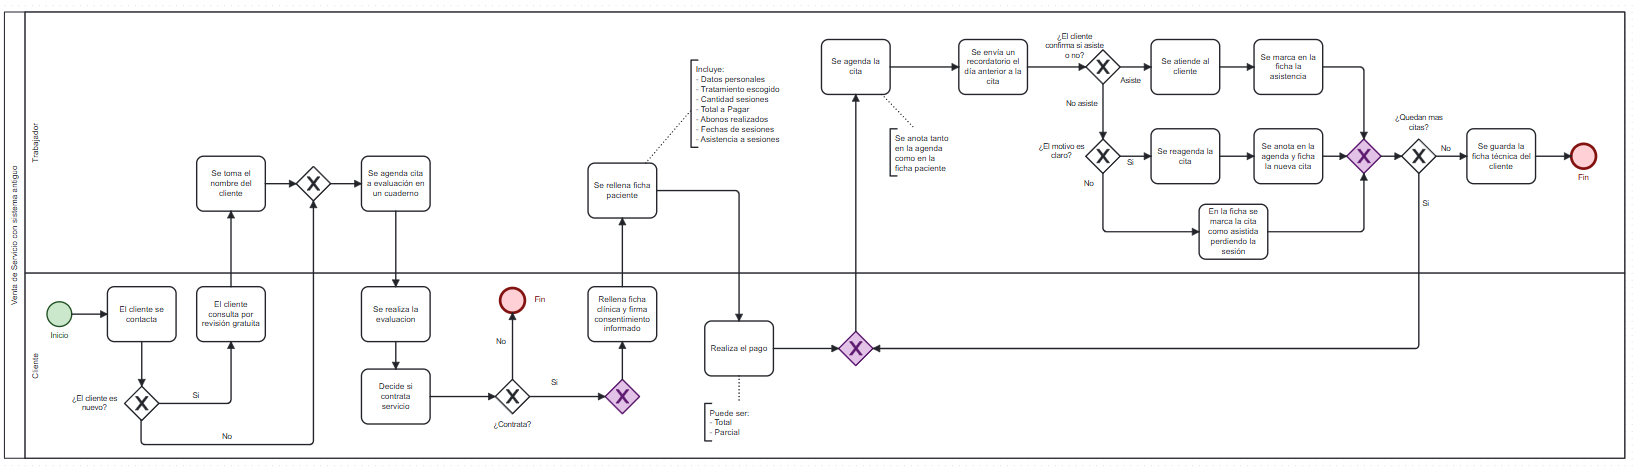 Venta de Servicio con sistema antiguo
Trabajador
Cliente
Inicio
El cliente se
contacta
¿El cliente es
nuevo?
Si
No
El cliente
consulta por
revisión gratuita
Se toma el
nombre del
cliente
Se agenda cita
a evaluación en
un cuaderno
Se realiza la
evaluacion
Decide si
contrata
servicio
¿Contrata?
No
Fin
Si
Rellena ficha
clínica y firma
consentimiento
informado
Se rellena ficha
paciente
Incluye:
- Datos personales
- Tratamiento escogido
- Cantidad sesiones
- Total a Pagar
- Abonos realizados
- Fechas de sesiones
- Asistencia a sesiones
Realiza el pago
Puede ser:
- Total
- Parcial
Se agenda la
cita
Se anota tanto
en la agenda
como en la
ficha paciente
Se envía un
recordatorio el
día anterior a la
cita
¿El cliente
confirma si asiste
o no?
Asiste
No asiste
Se atiende al
cliente
Se marca en la
ficha la
asistencia
¿El motivo es
claro?
Si
No
Se reagenda la
cita
Se anota en la
agenda y ficha
la nueva cita
En la ficha se
marca la cita
como asistida
perdiendo la
sesión
¿Quedan mas
citas?
No
Si
Se guarda la
ficha técnica del
cliente
Fin